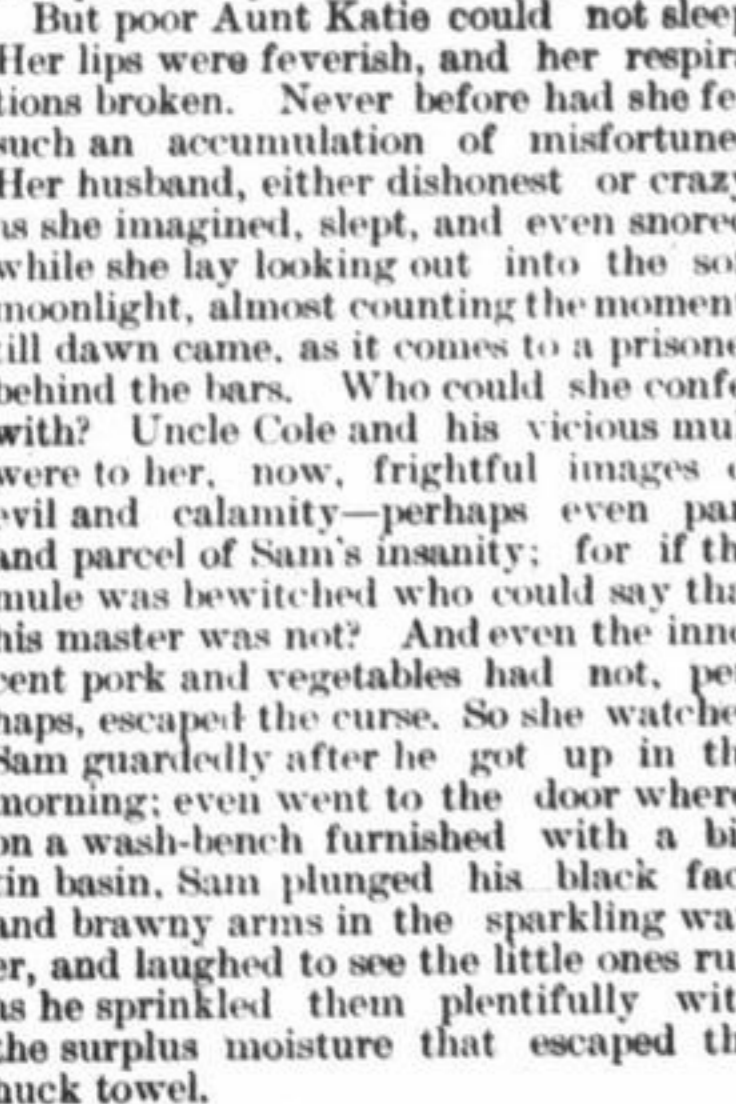 But poor Aunt Katie could not sleep
Her lips were feverish, and her respira
tions broken. Never before had she fe
such an accumulation of misfortune
Her husband, either dishonest or crazy
as she imagined, slept, and even snored
while she lay looking out into the sof
moonlight, almost counting the moment
till dawn came, as it comes to a prisone
behind the bars. Who could she confe
with? Uncle Cole and his vicious mul
were to her, now, frightful images o
evil and calamity—perhaps even par
and parcel of Sam's insanity; for if th
mule was bewitched who could say tha
his master was not? And even the inno
cent pork and vegetables had not, per
haps, escaped the curse. So she watche
Sam guardedly after he got up in th
morning; even went to the door where
on a wash-bench furnished with a bi
tin basin, Sam plunged his black fac
and brawny arms in the sparkling wa
er, and laughed to see the little ones ru
as he sprinkled them plentifully wit
the surplus moisture that escaped th
huck towel.